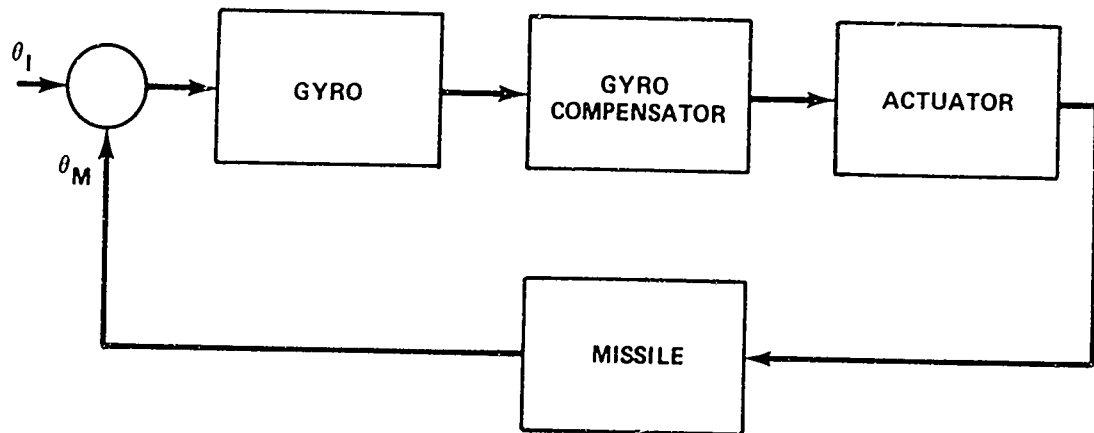 θI
GYRO
GYRO
COMPENSATOR
ACTUATOR
θM
MISSILE